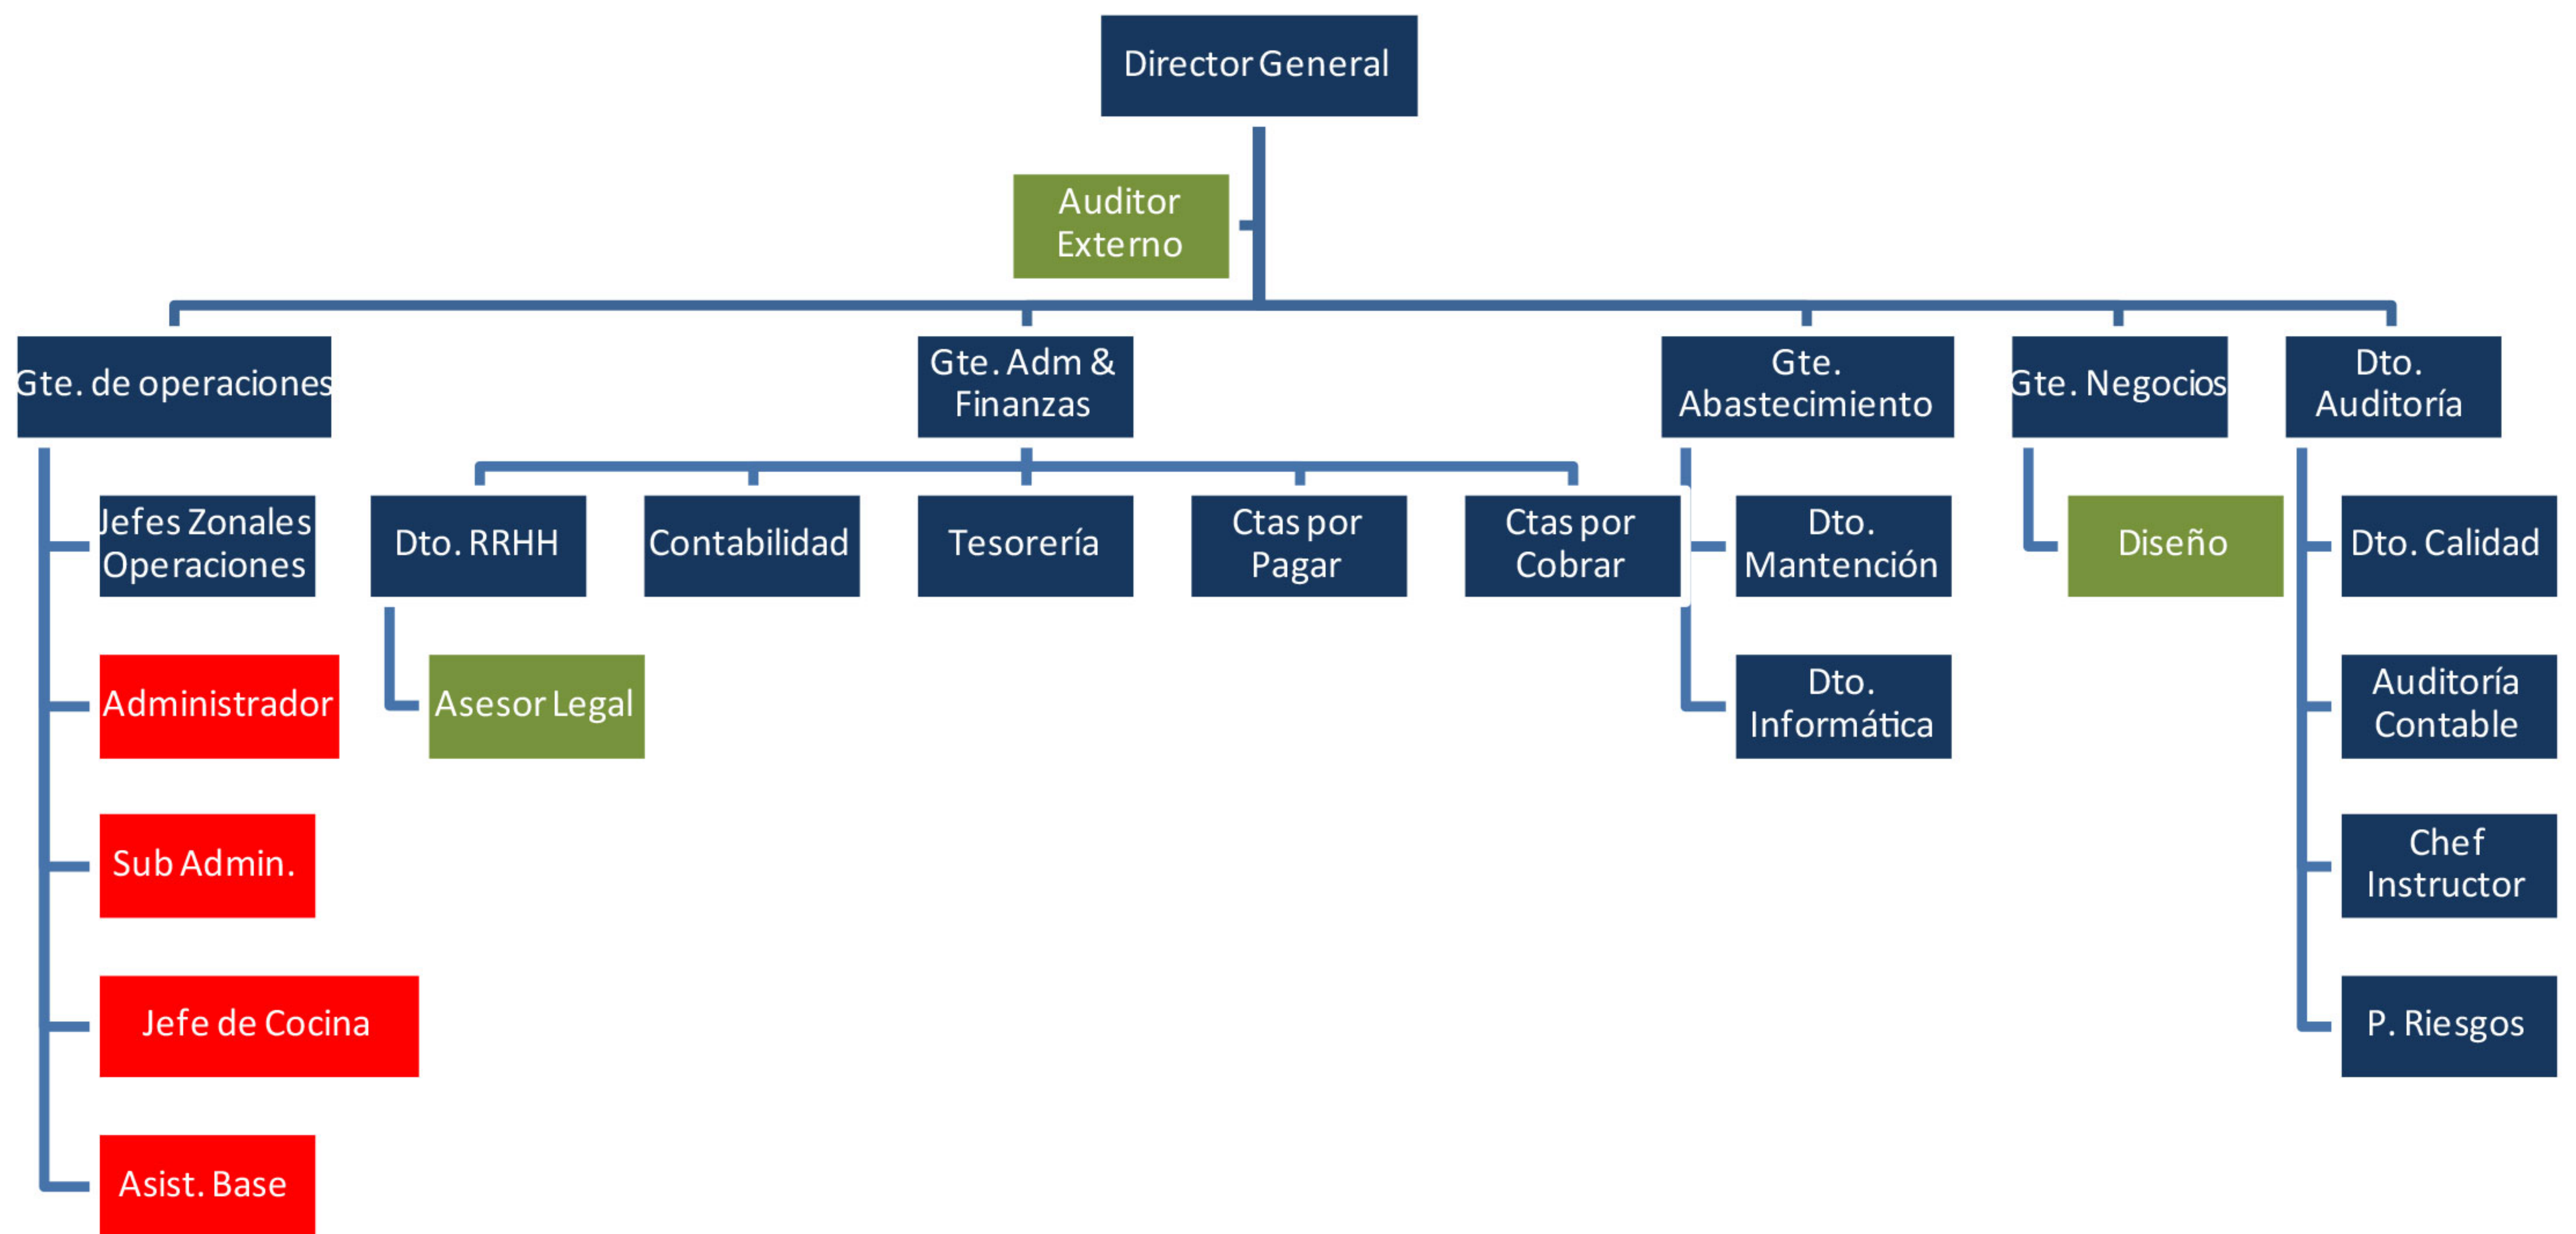 Director General
Auditor
Externo
Gte. de operaciones
Gte. Adm &
Finanzas
Gte.
Abastecimiento
Gte. Negocios
Dto.
Auditoría
Jefes Zonales
Operaciones
Dto. RRHH
Contabilidad
Tesorería
Ctas por
Pagar
Ctas por
Cobrar
Dto.
Mantención
Diseño
Dto. Calidad
Administrador
Asesor Legal
Dto.
Informática
Auditoría
Contable
Sub Admin.
Chef
Instructor
Jefe de Cocina
P. Riesgos
Asist. Base